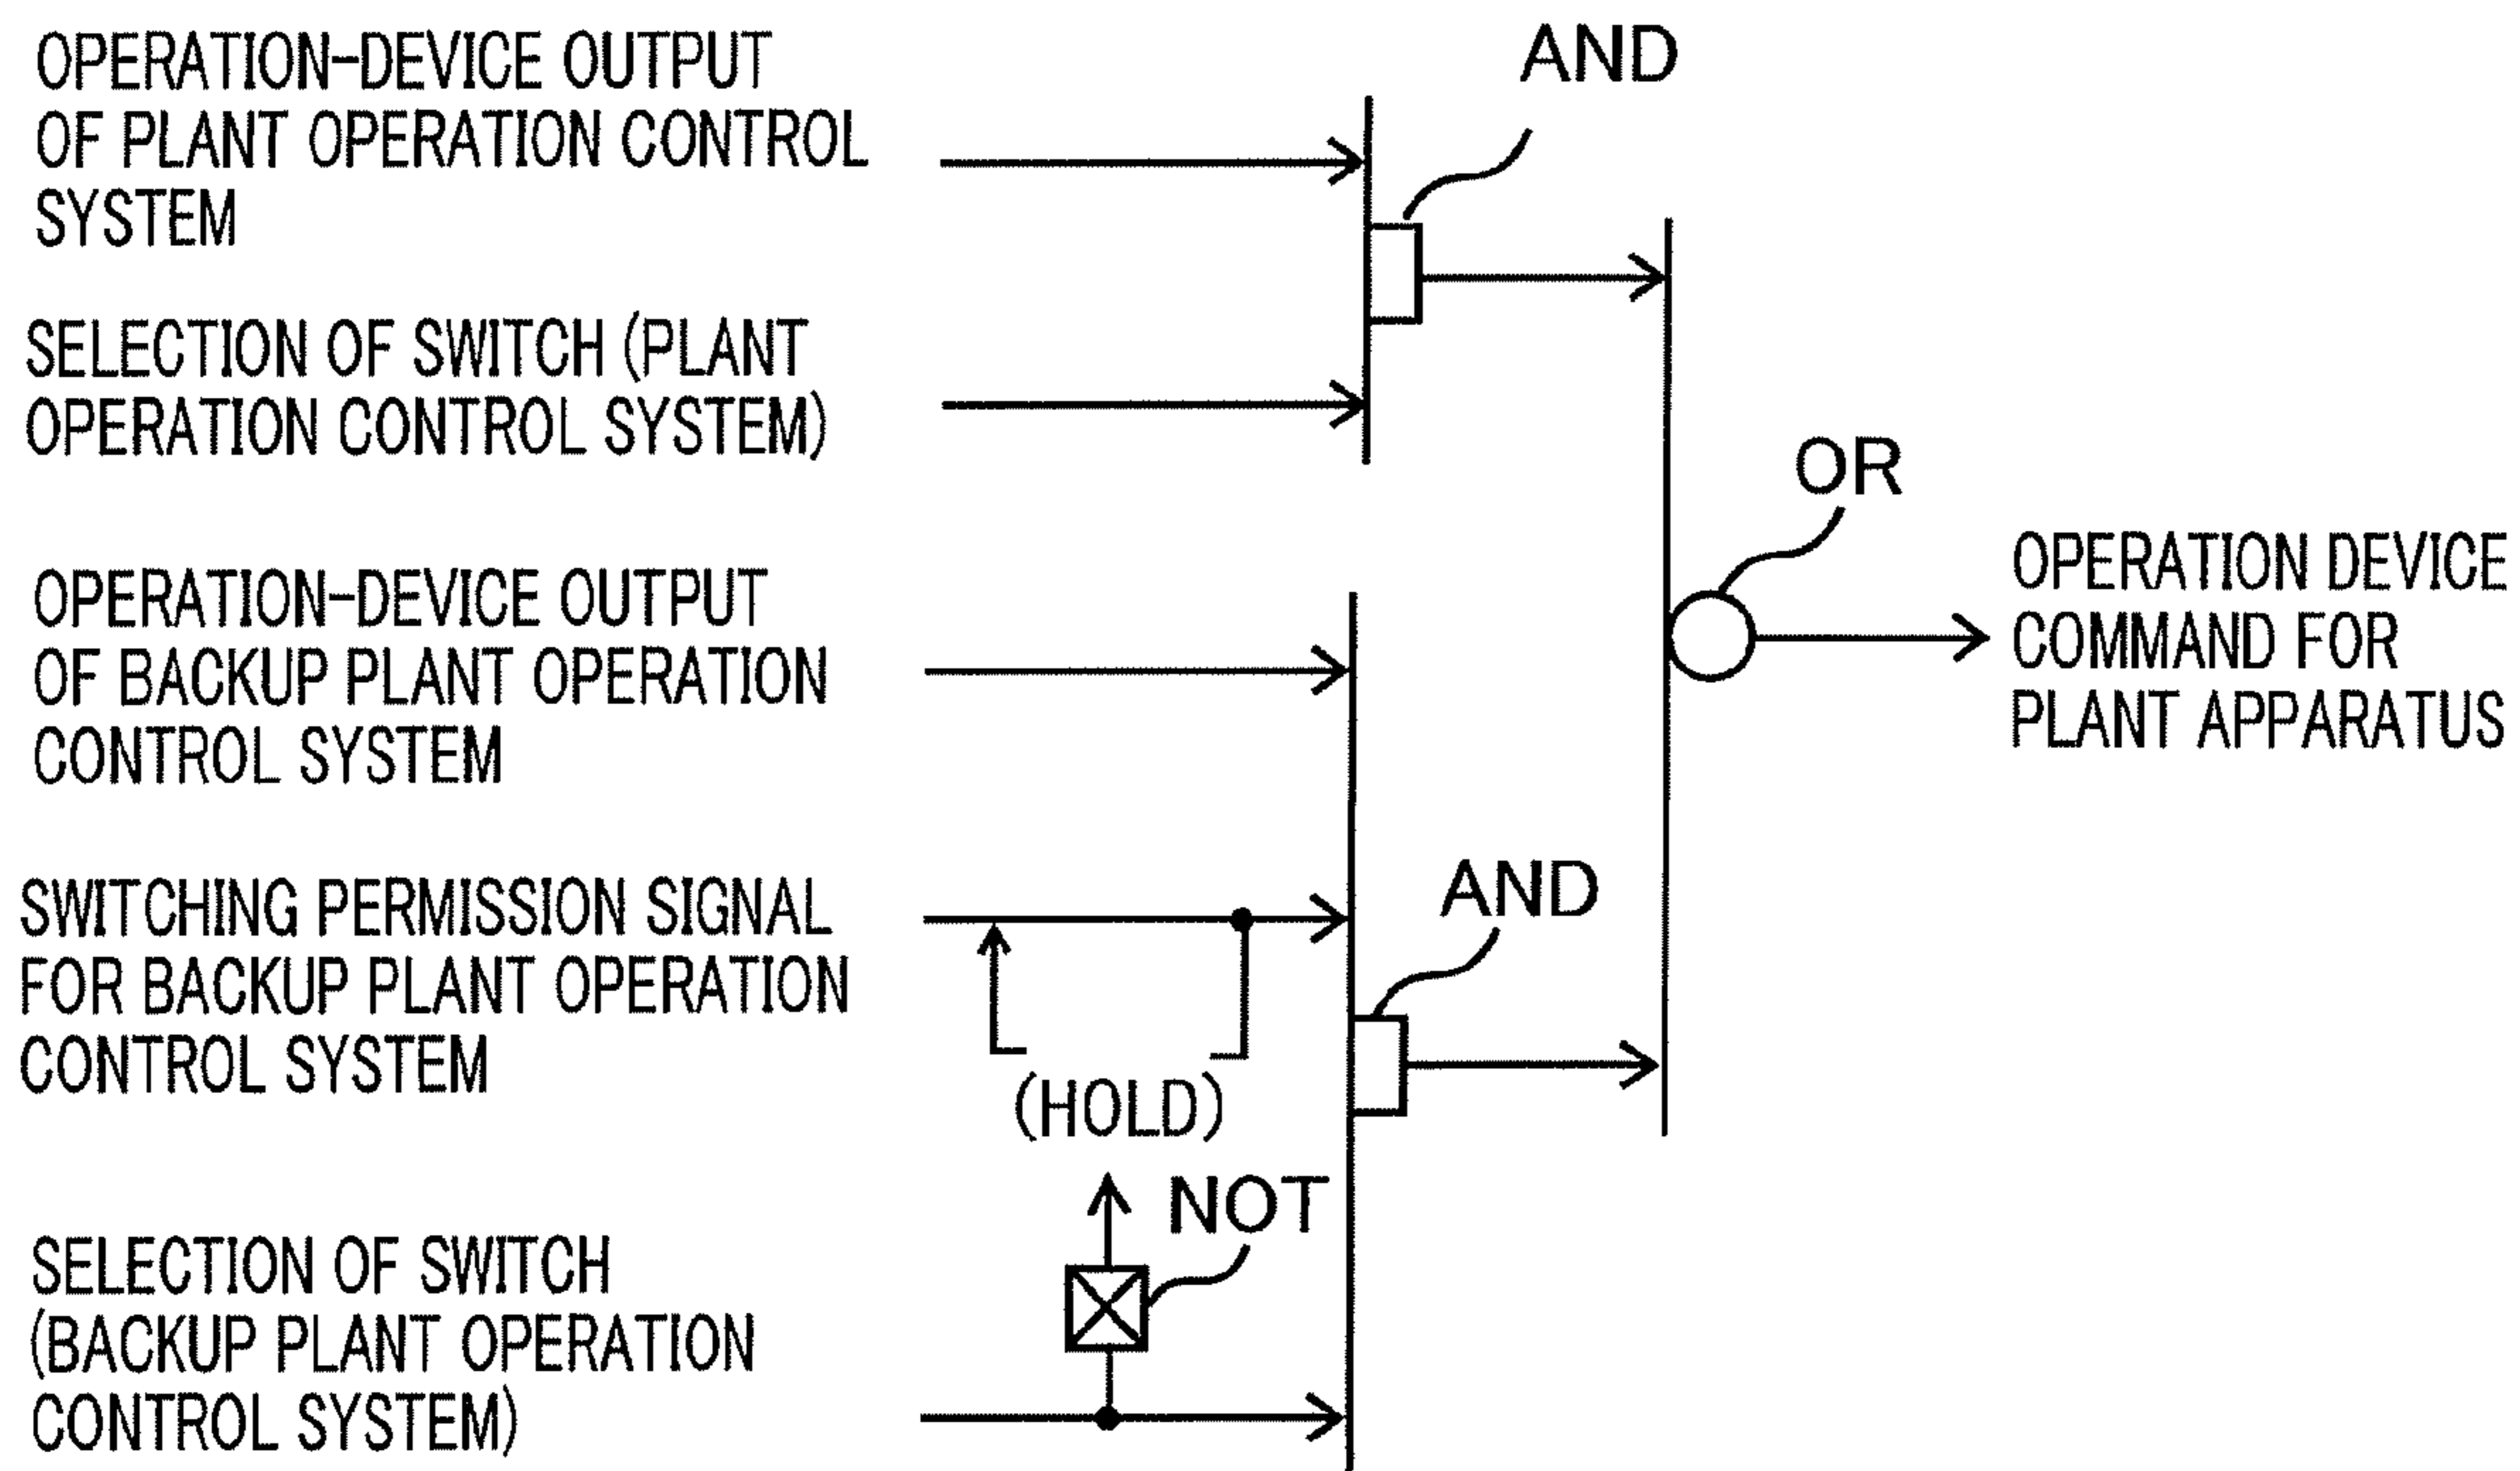 OPERATION-DEVICE OUTPUT
OF PLANT OPERATION CONTROL
SYSTEM
AND
SELECTION OF SWITCH (PLANT
OPERATION CONTROL SYSTEM)
OR
OPERATION DEVICE
COMMAND FOR
PLANT APPARATUS
OPERATION-DEVICE OUTPUT
OF BACKUP PLANT OPERATION
CONTROL SYSTEM
SWITCHING PERMISSION SIGNAL
FOR BACKUP PLANT OPERATION
CONTROL SYSTEM
AND
(HOLD)
NOT
SELECTION OF SWITCH
(BACKUP PLANT OPERATION
CONTROL SYSTEM)